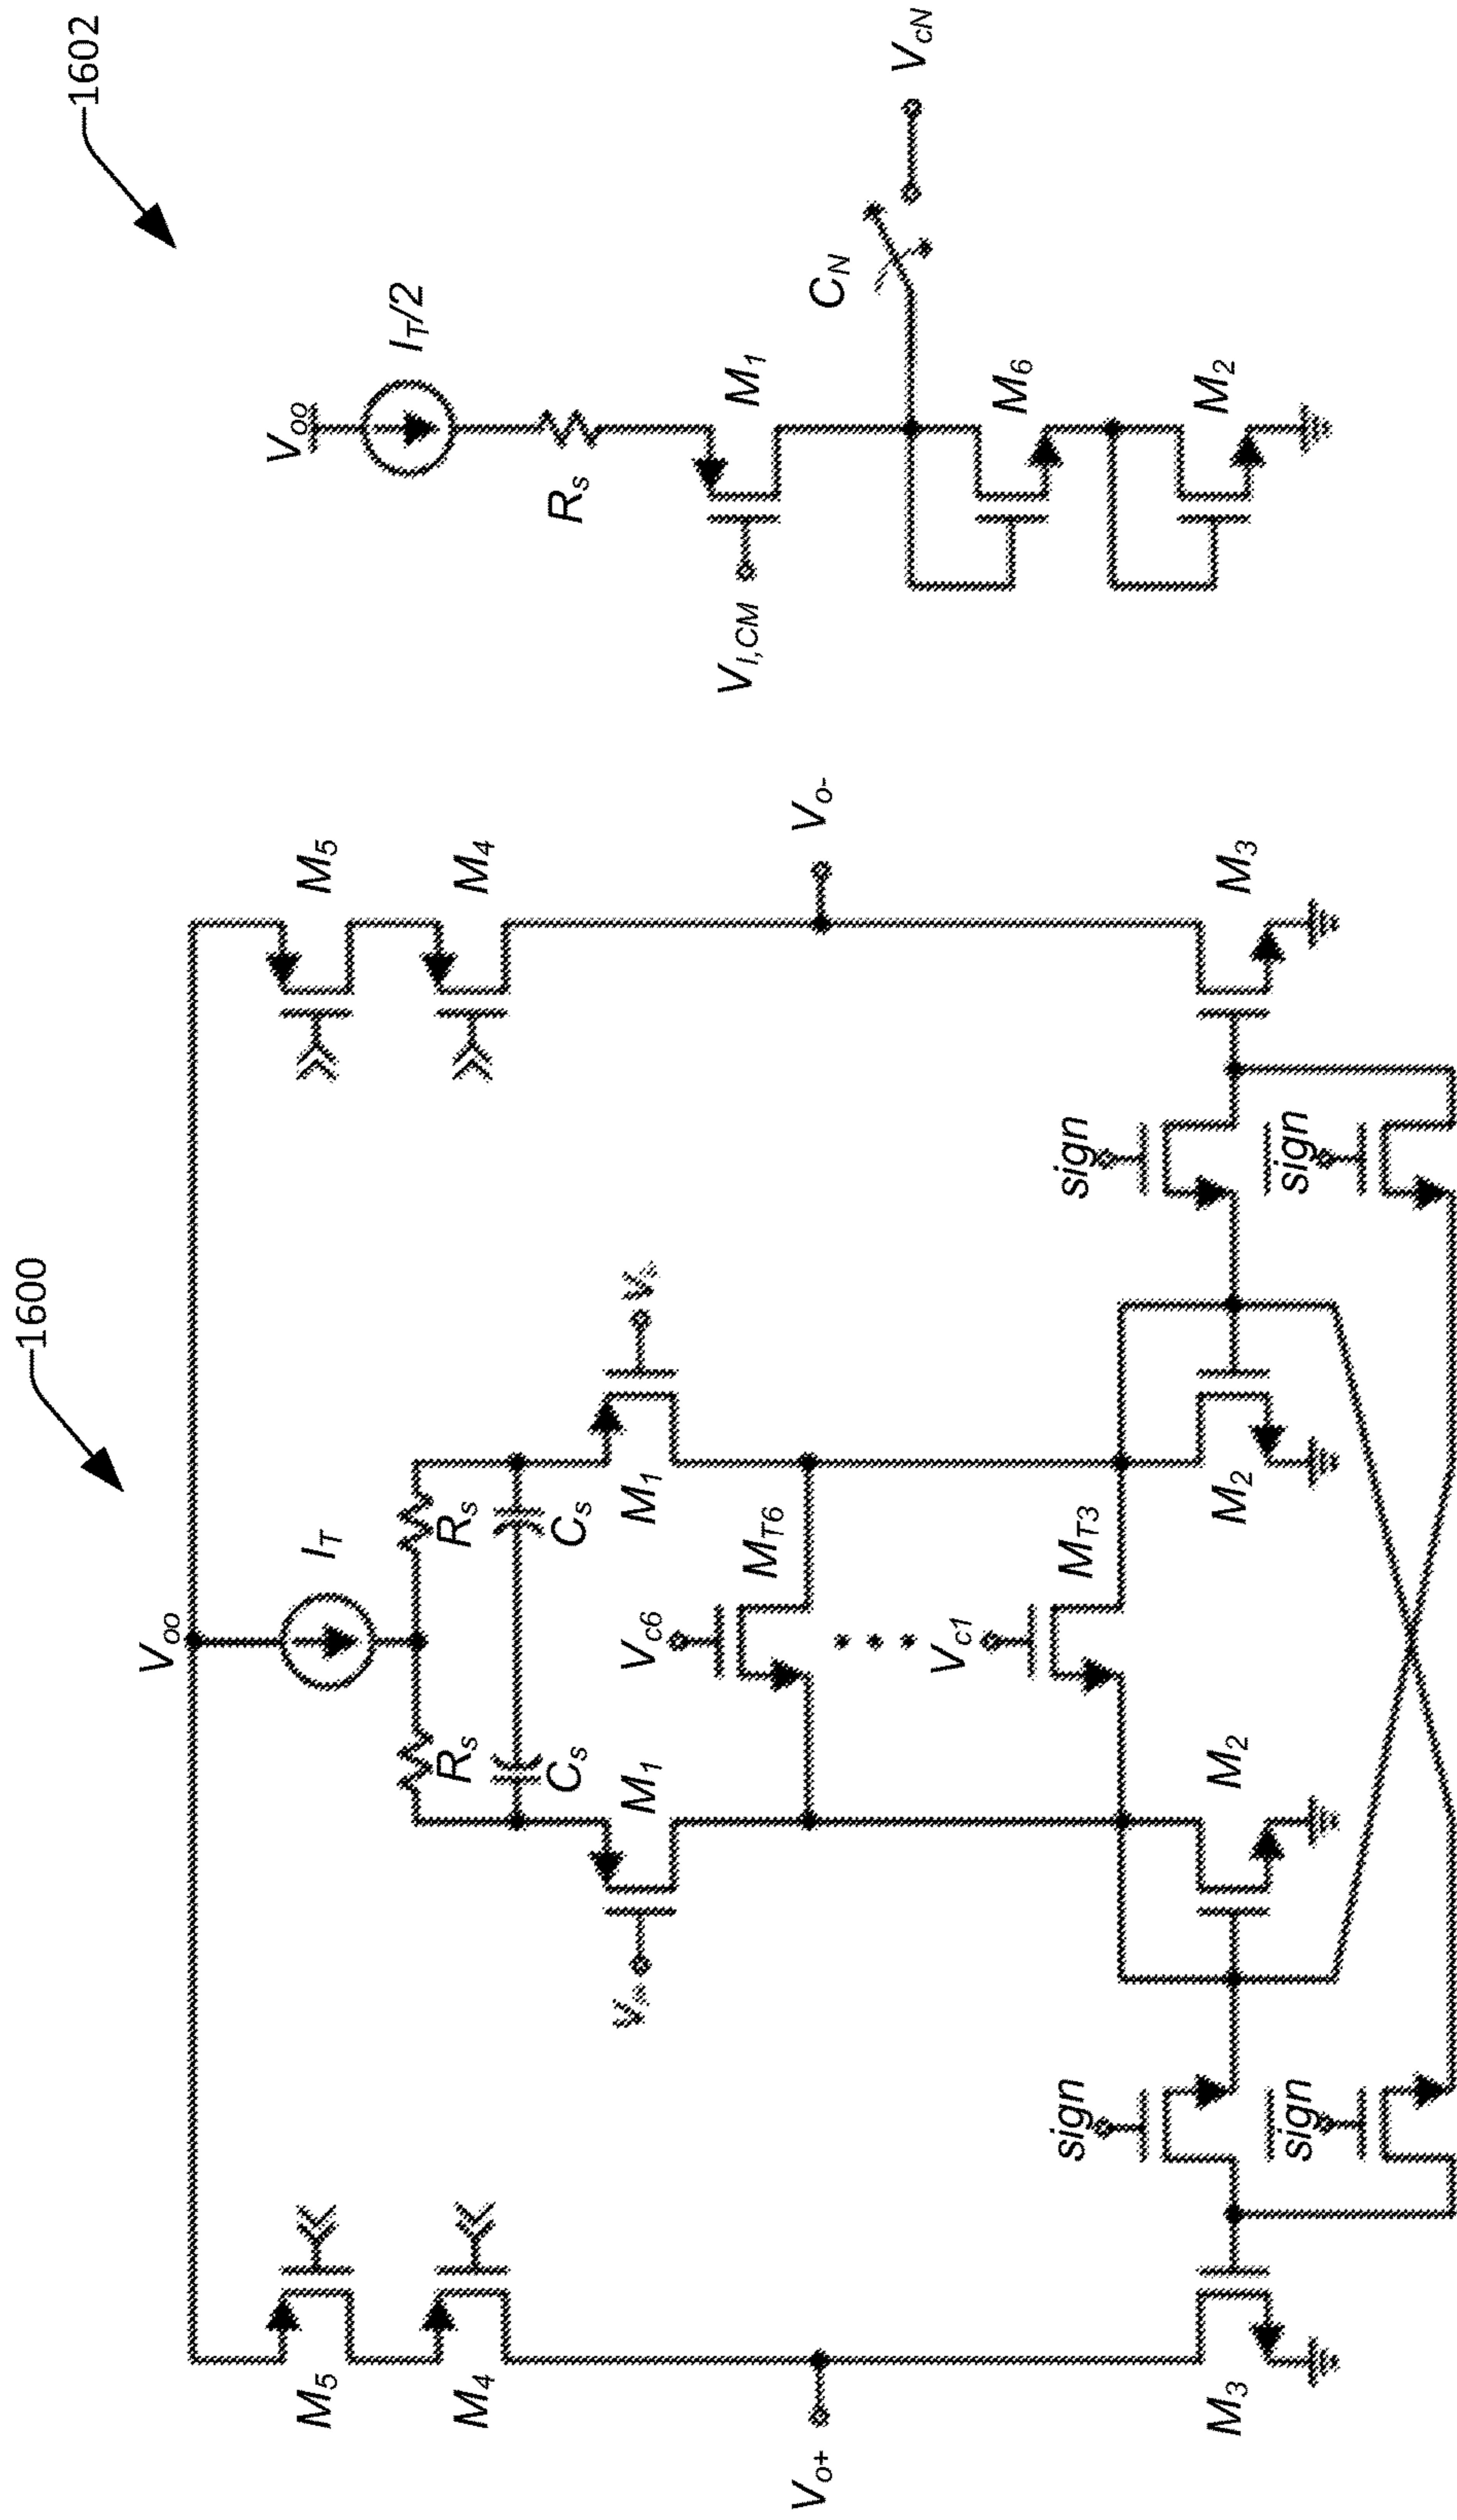 1600
1602
V_oo
I_T
V_oo
I_T/2
M_5
R_s
R_s
M_5
R_s
M_4
C_s
C_s
M_4
M_1
M_1
V_I,CM
M_1
V_c6
M_T6
V_o+
V_o-
C_N
V_cN
V_c1
M_T3
M_6
sign
sign
M_3
M_2
M_2
M_3
M_2
sign
sign